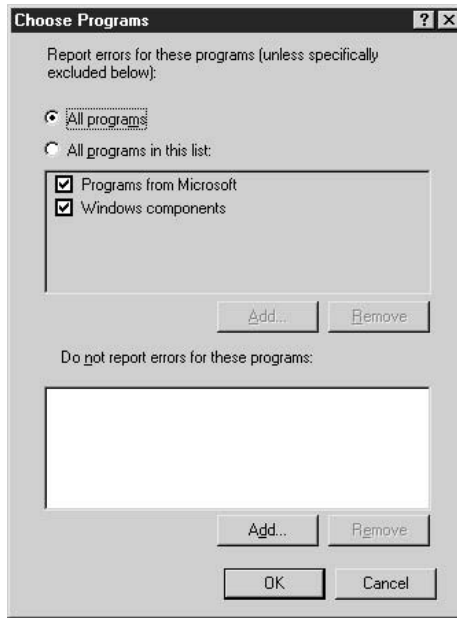 Choose Programs
Report errors for these programs (unless specifically
excluded below):
All programs
All programs in this list:
Programs from Microsoft
Windows components
Add... Remove
Do not report errors for these programs:
Add... Remove
OK Cancel